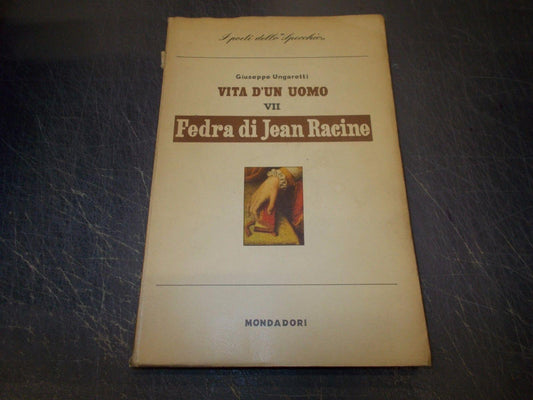 I poeti dello "Specchio"
Giuseppe Ungaretti
VITA D'UN UOMO
VII
Fedra di Jean Racine
MONDADORI